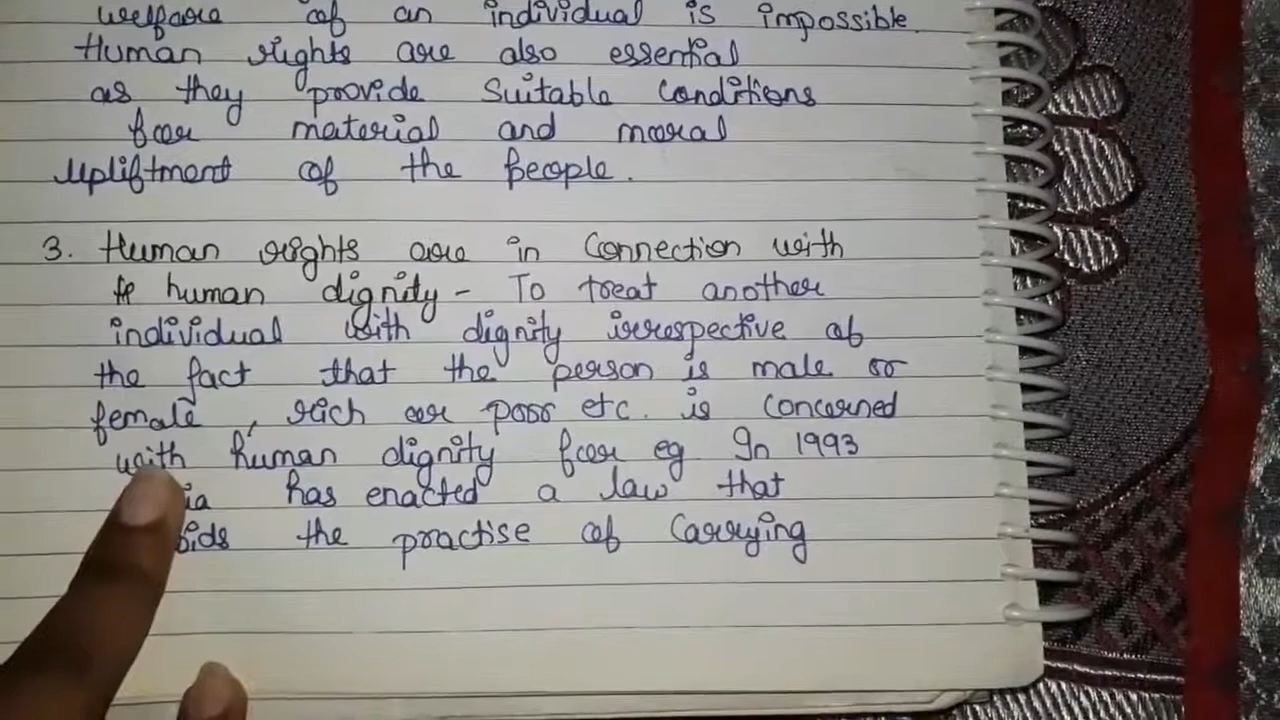 welfare of an individual is impossible.
Human rights are also essential
as they provide suitable conditions
for material and moral
upliftment of the people.
3. Human rights are in connection with
human dignity - To treat another
individual with dignity irrespective of
the fact that the person is male or
female, rich or poor etc. is concerned
with human dignity for eg In 1993
ia has enacted a law that
bids the practise of carrying